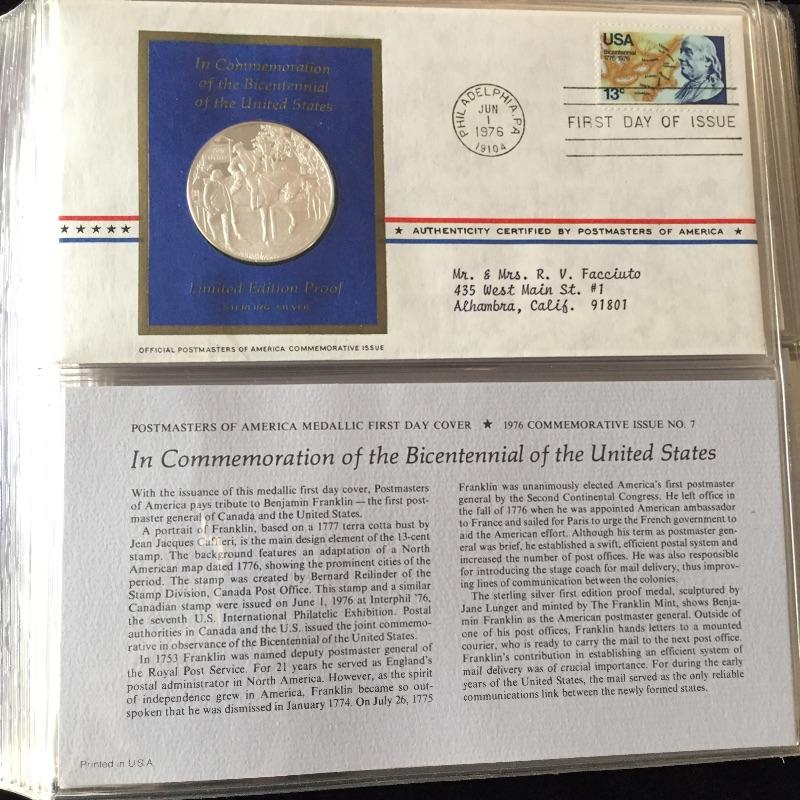 In Commemoration
of the Bicentennial
of the United States
Limited Edition Proof
STERLING SILVER
OFFICIAL POSTMASTERS OF AMERICA COMMEMORATIVE ISSUE
USA
Bicentennial
1776-1976
13c
PHILADELPHIA, PA
JUN
1
1976
19104
FIRST DAY OF ISSUE
★ ★ ★ ★ ★
★ AUTHENTICITY CERTIFIED BY POSTMASTERS OF AMERICA ★
Mr. & Mrs. R. V. Facciuto
435 West Main St. #1
Alhambra, Calif. 91801
POSTMASTERS OF AMERICA MEDALLIC FIRST DAY COVER ★ 1976 COMMEMORATIVE ISSUE NO. 7
In Commemoration of the Bicentennial of the United States
With the issuance of this medallic first day cover, Postmasters
of America pays tribute to Benjamin Franklin — the first post-
master general of Canada and the United States.
A portrait of Franklin, based on a 1777 terra cotta bust by
Jean Jacques Caffieri, is the main design element of the 13-cent
stamp. The background features an adaptation of a North
American map dated 1776, showing the prominent cities of the
period. The stamp was created by Bernard Reilinder of the
Stamp Division, Canada Post Office. This stamp and a similar
Canadian stamp were issued on June 1, 1976 at Interphil '76,
the seventh U.S. International Philatelic Exhibition. Postal
authorities in Canada and the U.S. issued the joint commemo-
rative in observance of the Bicentennial of the United States.
In 1753 Franklin was named deputy postmaster general of
the Royal Post Service. For 21 years he served as England's
postal administrator in North America. However, as the spirit
of independence grew in America, Franklin became so out-
spoken that he was dismissed in January 1774. On July 26, 1775
Franklin was unanimously elected America's first postmaster
general by the Second Continental Congress. He left office in
the fall of 1776 when he was appointed American ambassador
to France and sailed for Paris to urge the French government to
aid the American effort. Although his term as postmaster gen-
eral was brief, he established a swift, efficient postal system and
increased the number of post offices. He was also responsible
for introducing the stage coach for mail delivery, thus improv-
ing lines of communication between the colonies.
The sterling silver first edition proof medal, sculptured by
Jane Lunger and minted by The Franklin Mint, shows Benja-
min Franklin as the American postmaster general. Outside of
one of his post offices, Franklin hands letters to a mounted
courier, who is ready to carry the mail to the next post office.
Franklin's contribution in establishing an efficient system of
mail delivery was of crucial importance. For during the early
years of the United States, the mail served as the only reliable
communications link between the newly formed states.
Printed in U.S.A.